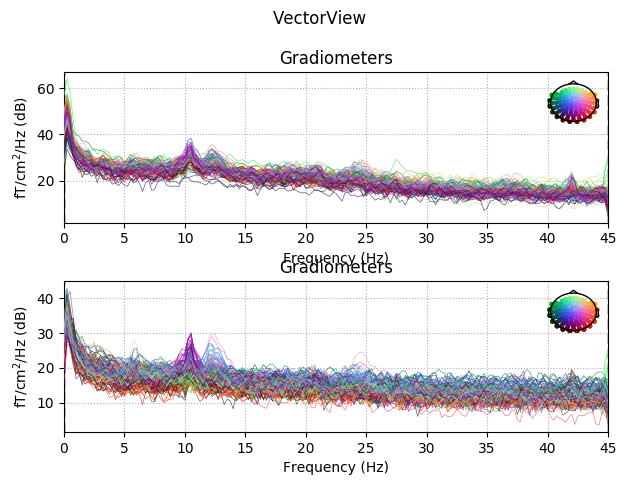 VectorView
Gradiometers
fT/cm²/Hz (dB)
60
40
20
0 5 10 15 20 25 30 35 40 45
Frequency (Hz)
Gradiometers
fT/cm²/Hz (dB)
40
30
20
10
0 5 10 15 20 25 30 35 40 45
Frequency (Hz)